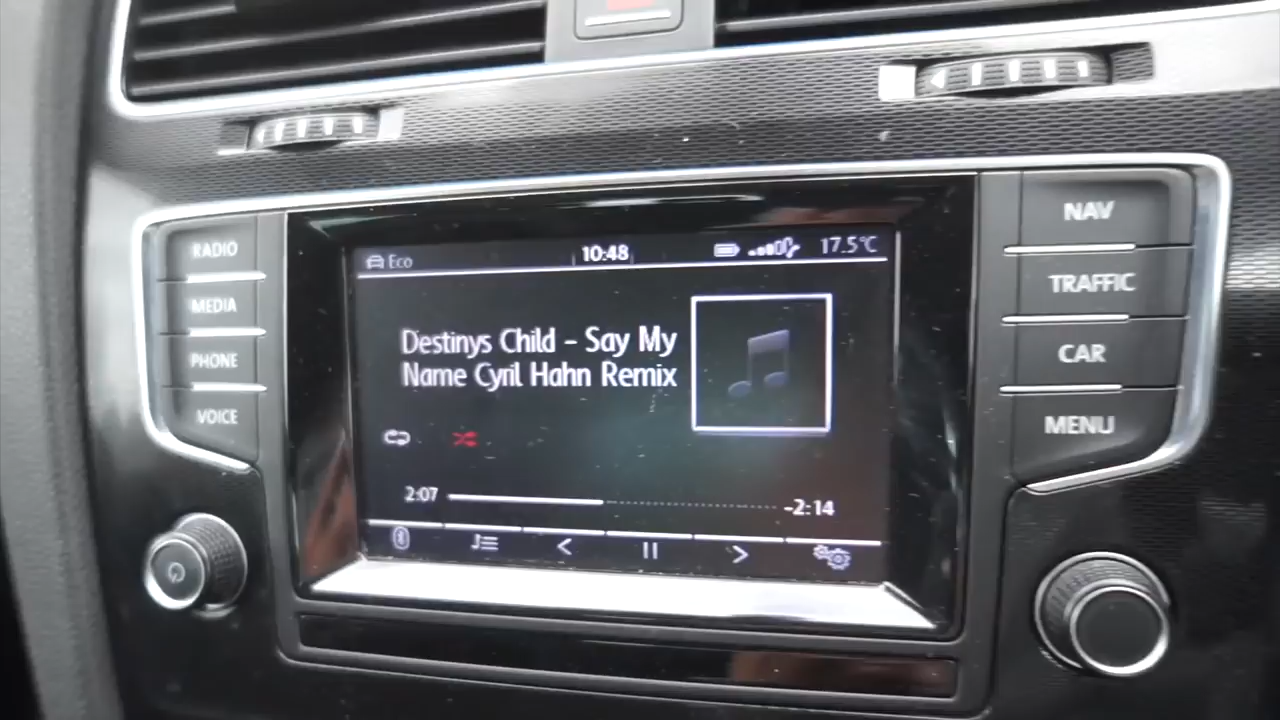 RADIO
MEDIA
PHONE
VOICE
Eco
10:48
17.5°C
Destinys Child - Say My
Name Cyril Hahn Remix
2:07
-2:14
NAV
TRAFFIC
CAR
MENU